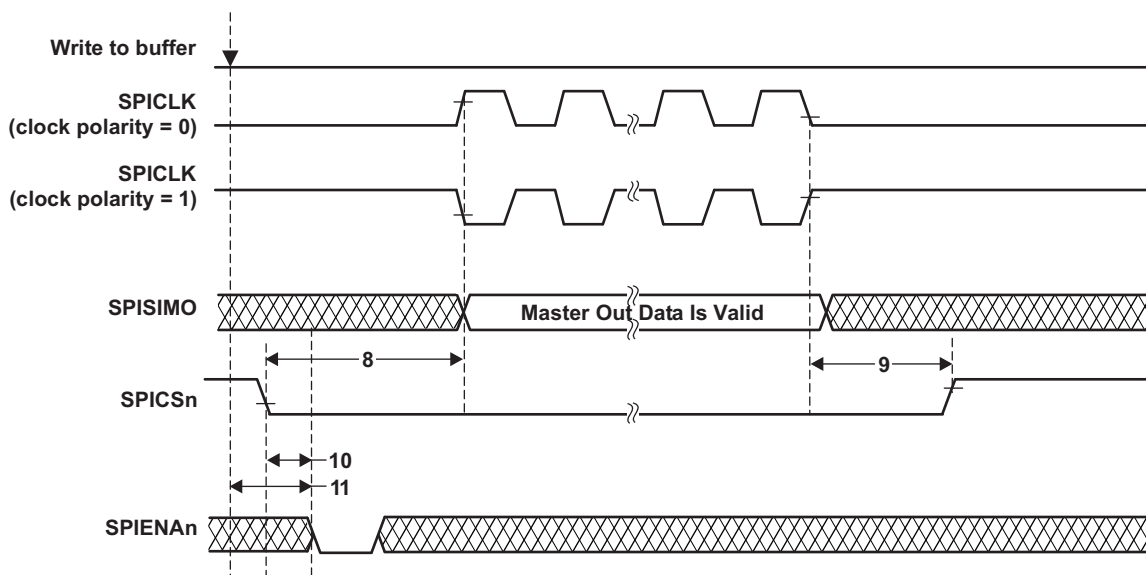 Write to buffer
SPICLK
(clock polarity = 0)
SPICLK
(clock polarity = 1)
SPISIMO
Master Out Data Is Valid
8
9
SPICSn
10
11
SPIENAn